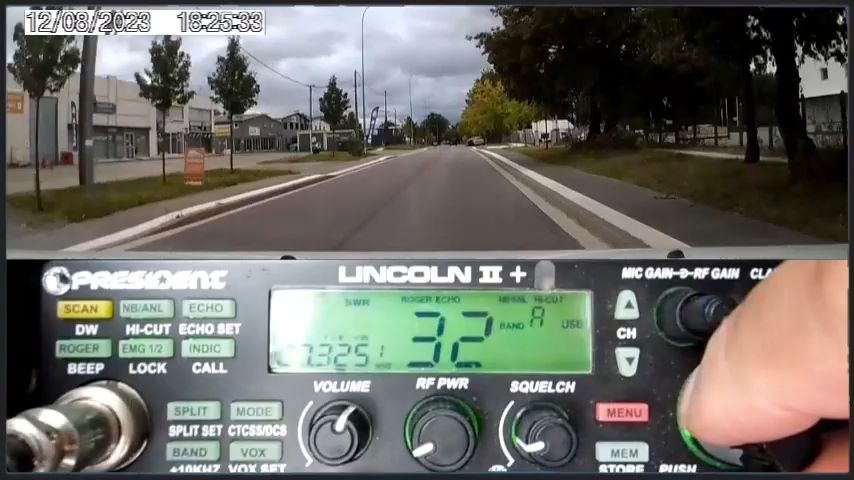 12/08/2023 18:25:33
PRESIDENT
LINCOLN II +
MIC GAIN RF GAIN CLA
SCAN NB/ANL ECHO
DW HI-CUT ECHO SET
ROGER EMG 1/2 INDIC
BEEP LOCK CALL
SWR ROGER ECHO NB/ANL HI-CUT
32 BAND A USB
27.325
CH
VOLUME RF PWR SQUELCH
SPLIT MODE
SPLIT SET CTCSS/DCS
BAND VOX
+10KHZ VOX SET
MENU
MEM
STORE PUSH